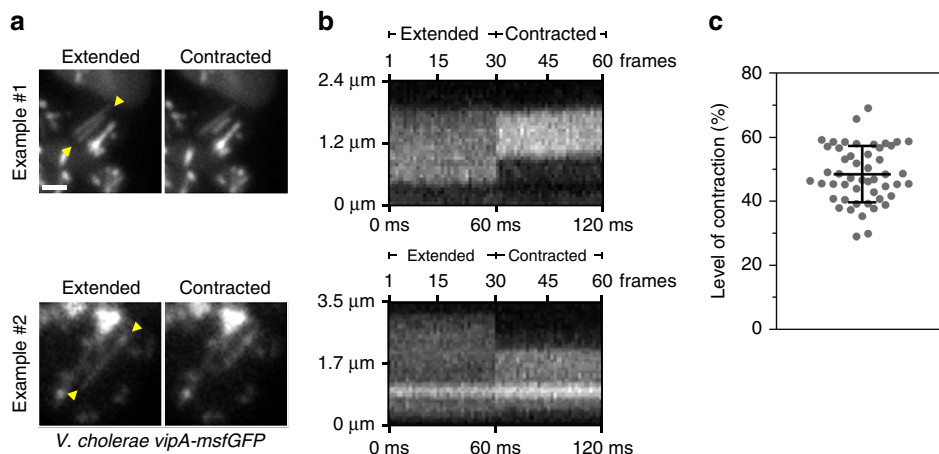 a
Extended Contracted
Example #1
Example #2
Extended Contracted
V. cholerae vipA-msfGFP
b
Extended Contracted
1 15 30 45 60 frames
2.4 µm
1.2 µm
0 µm
0 ms 60 ms 120 ms
Extended Contracted
1 15 30 45 60 frames
3.5 µm
1.7 µm
0 µm
0 ms 60 ms 120 ms
c
Level of contraction (%)
80
60
40
20
0